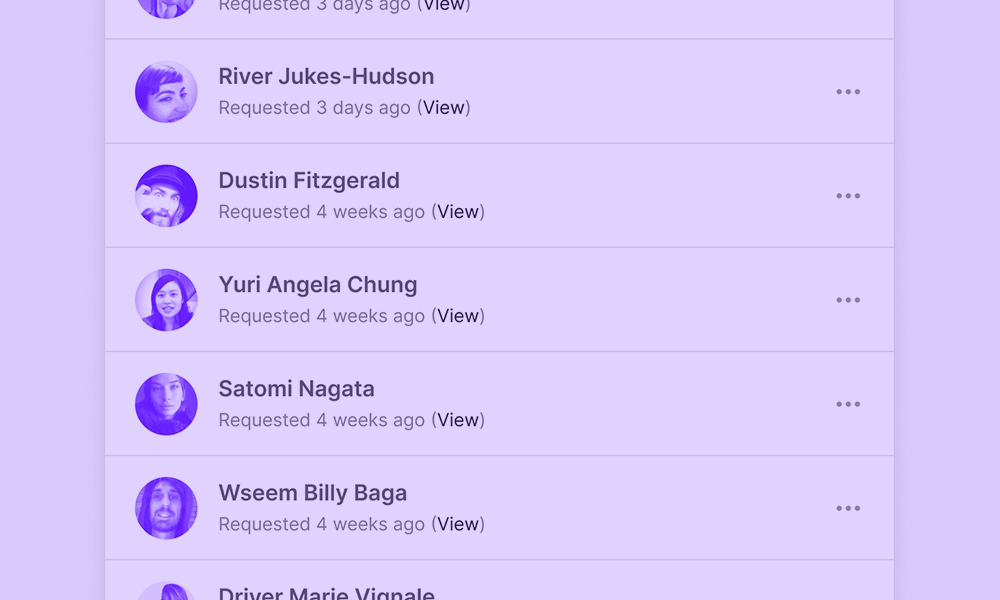 Requested 3 days ago (View)
River Jukes-Hudson
Requested 3 days ago (View)
Dustin Fitzgerald
Requested 4 weeks ago (View)
Yuri Angela Chung
Requested 4 weeks ago (View)
Satomi Nagata
Requested 4 weeks ago (View)
Wseem Billy Baga
Requested 4 weeks ago (View)
Driver Marie Vignale